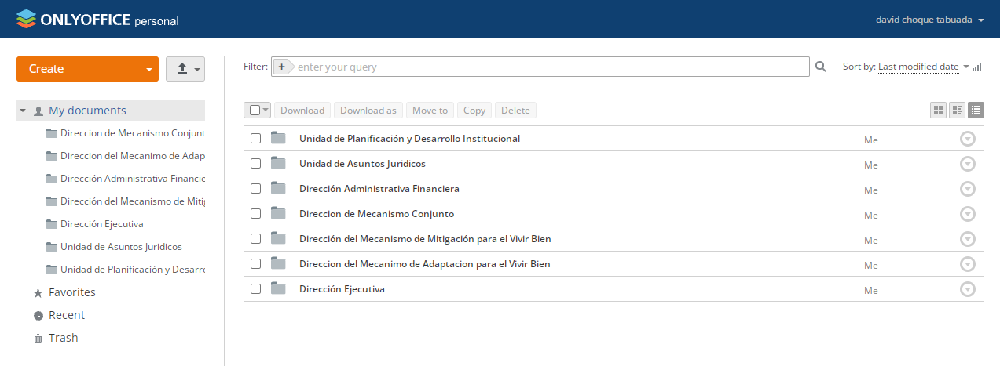 ONLYOFFICE personal
david choque tabuada
Create
Filter:
+
enter your query
Sort by: Last modified date
My documents
Direccion de Mecanismo Conjunt
Direccion del Mecanimo de Adap
Dirección Administrativa Financie
Dirección del Mecanismo de Mitig
Dirección Ejecutiva
Unidad de Asuntos Juridicos
Unidad de Planificación y Desarro
Favorites
Recent
Trash
Download
Download as
Move to
Copy
Delete
Unidad de Planificación y Desarrollo Institucional Me
Unidad de Asuntos Juridicos Me
Dirección Administrativa Financiera Me
Direccion de Mecanismo Conjunto Me
Dirección del Mecanismo de Mitigación para el Vivir Bien Me
Direccion del Mecanimo de Adaptacion para el Vivir Bien Me
Dirección Ejecutiva Me